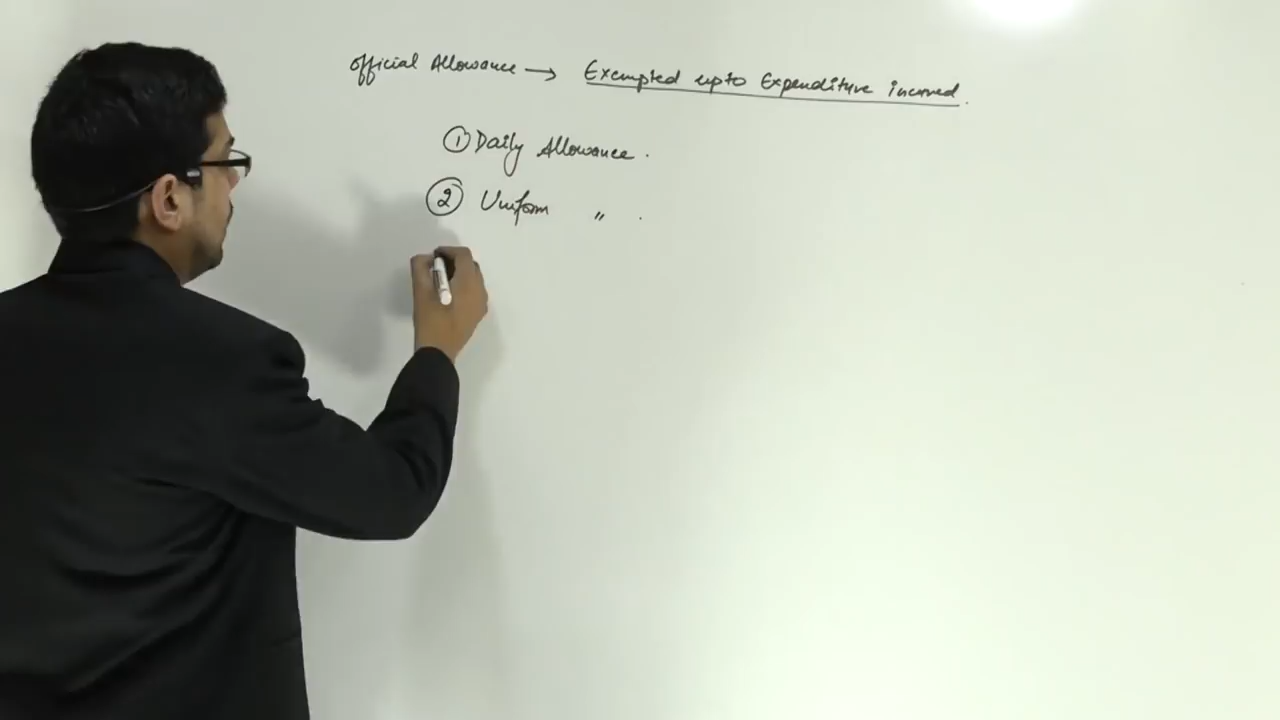 official Allowance → Exempted upto Expenditure incurred.
① Daily Allowance.
② Uniform " .